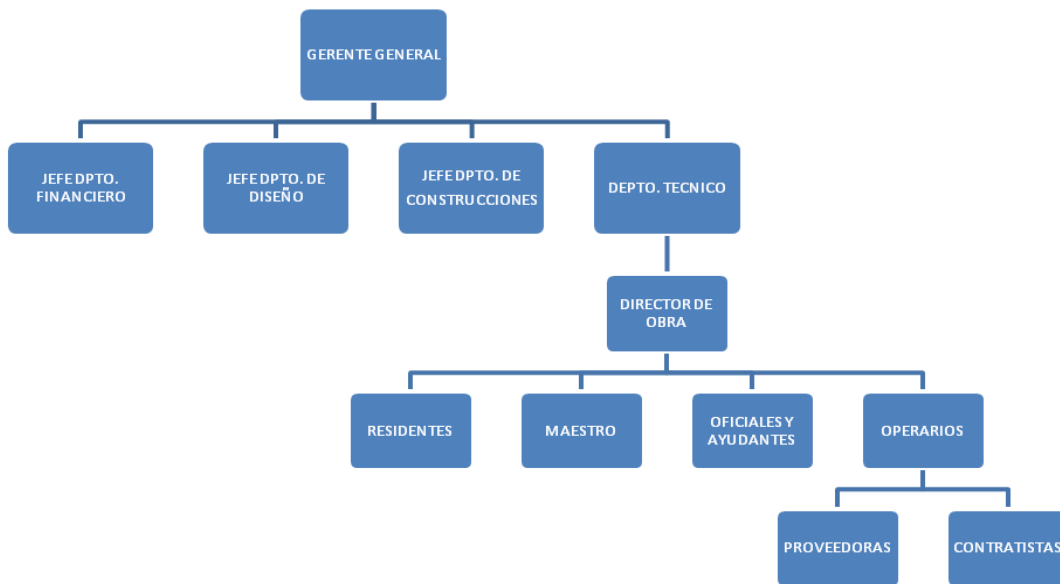 GERENTE GENERAL
JEFE DPTO.
FINANCIERO
JEFE DPTO. DE
DISEÑO
JEFE DPTO. DE
CONSTRUCCIONES
DEPTO. TECNICO
DIRECTOR DE
OBRA
RESIDENTES
MAESTRO
OFICIALES Y
AYUDANTES
OPERARIOS
PROVEEDORAS
CONTRATISTAS